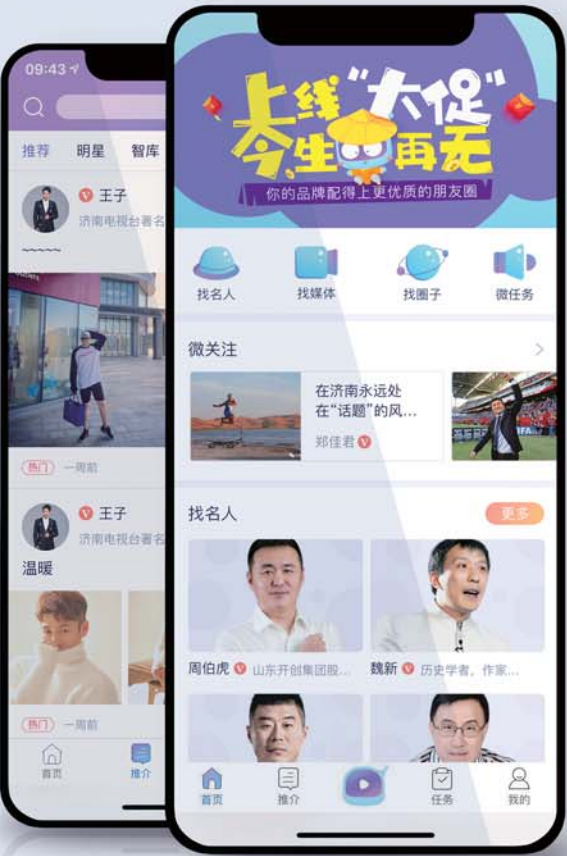 09:43
推荐 明星 智库
王子
济南电视台著名
~~~~~
热门 一周前
王子
济南电视台著名
温暖
热门 一周前
首页 推介
上线“大促”
今生再无
你的品牌配得上更优质的朋友圈
找名人 找媒体 找圈子 微任务
微关注
在济南永远处
在“话题”的风...
郑佳君
找名人 更多
周伯虎 山东开创集团股...
魏新 历史学者，作家...
首页 推介 任务 我的